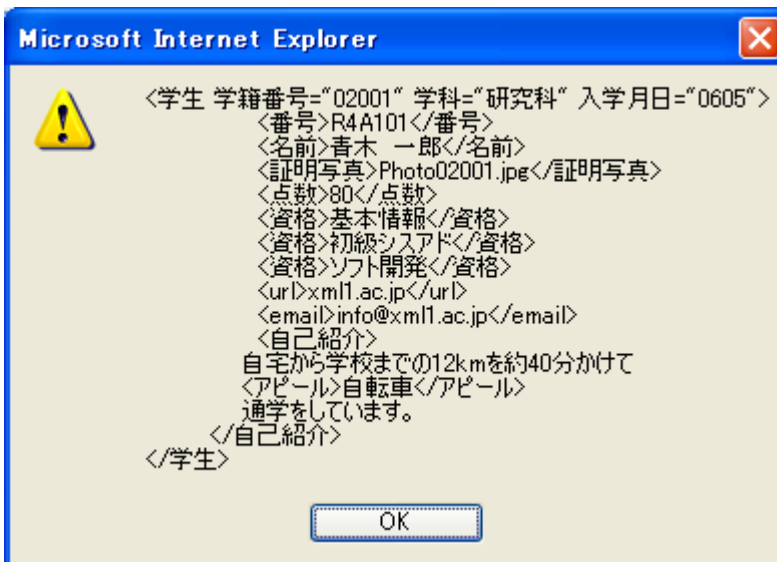 Microsoft Internet Explorer
<学生 学籍番号="02001" 学科="研究科" 入学月日="0605">
<番号>R4A101</番号>
<名前>青木　一郎</名前>
<証明写真>Photo02001.jpg</証明写真>
<点数>80</点数>
<資格>基本情報</資格>
<資格>初級シスアド</資格>
<資格>ソフト開発</資格>
<url>xml1.ac.jp</url>
<email>info@xml1.ac.jp</email>
<自己紹介>
自宅から学校までの12kmを約40分かけて
<アピール>自転車</アピール>
通学をしています。
</自己紹介>
</学生>
OK